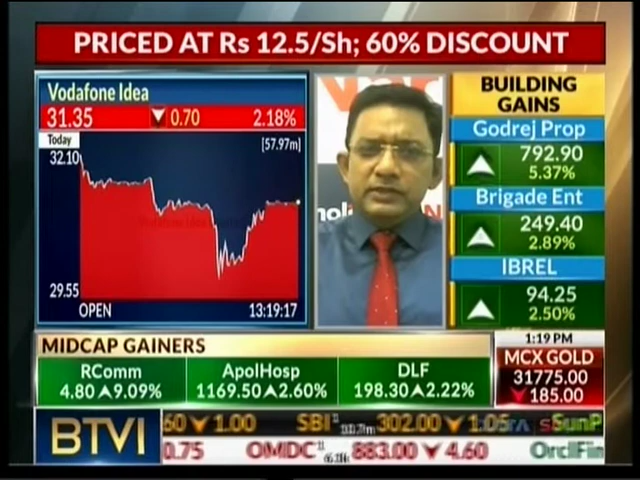 PRICED AT Rs 12.5/Sh; 60% DISCOUNT
Vodafone Idea
31.35 ▼ 0.70 2.18%
Today
[57.97m]
32.10
29.55
OPEN 13:19:17
BUILDING
GAINS
Godrej Prop
792.90
5.37%
Brigade Ent
249.40
2.89%
IBREL
94.25
2.50%
MIDCAP GAINERS
RComm
4.80▲9.09%
ApolHosp
1169.50▲2.60%
DLF
198.30▲2.22%
1:19 PM
MCX GOLD
31775.00
▼ 185.00
BTVI
60 ▼ 1.00 SBI 302.00 ▼ 1.05 SunP
0.75 OMDC 883.00 ▼ 4.60